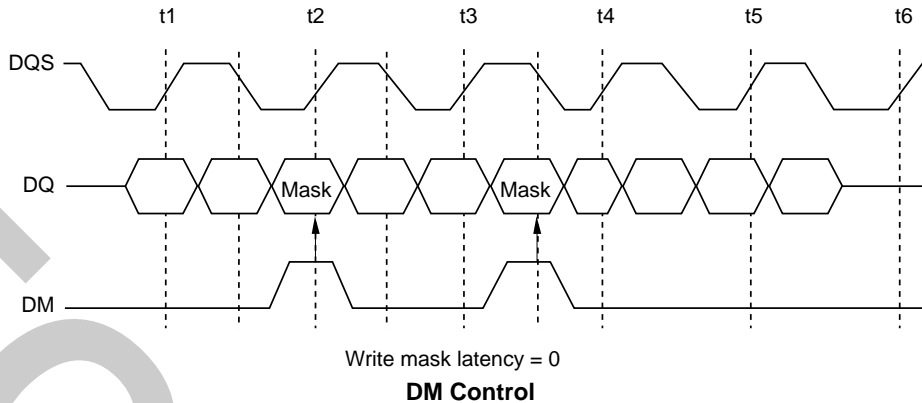 t1 t2 t3 t4 t5 t6
DQS
DQ Mask Mask
DM
Write mask latency = 0
DM Control